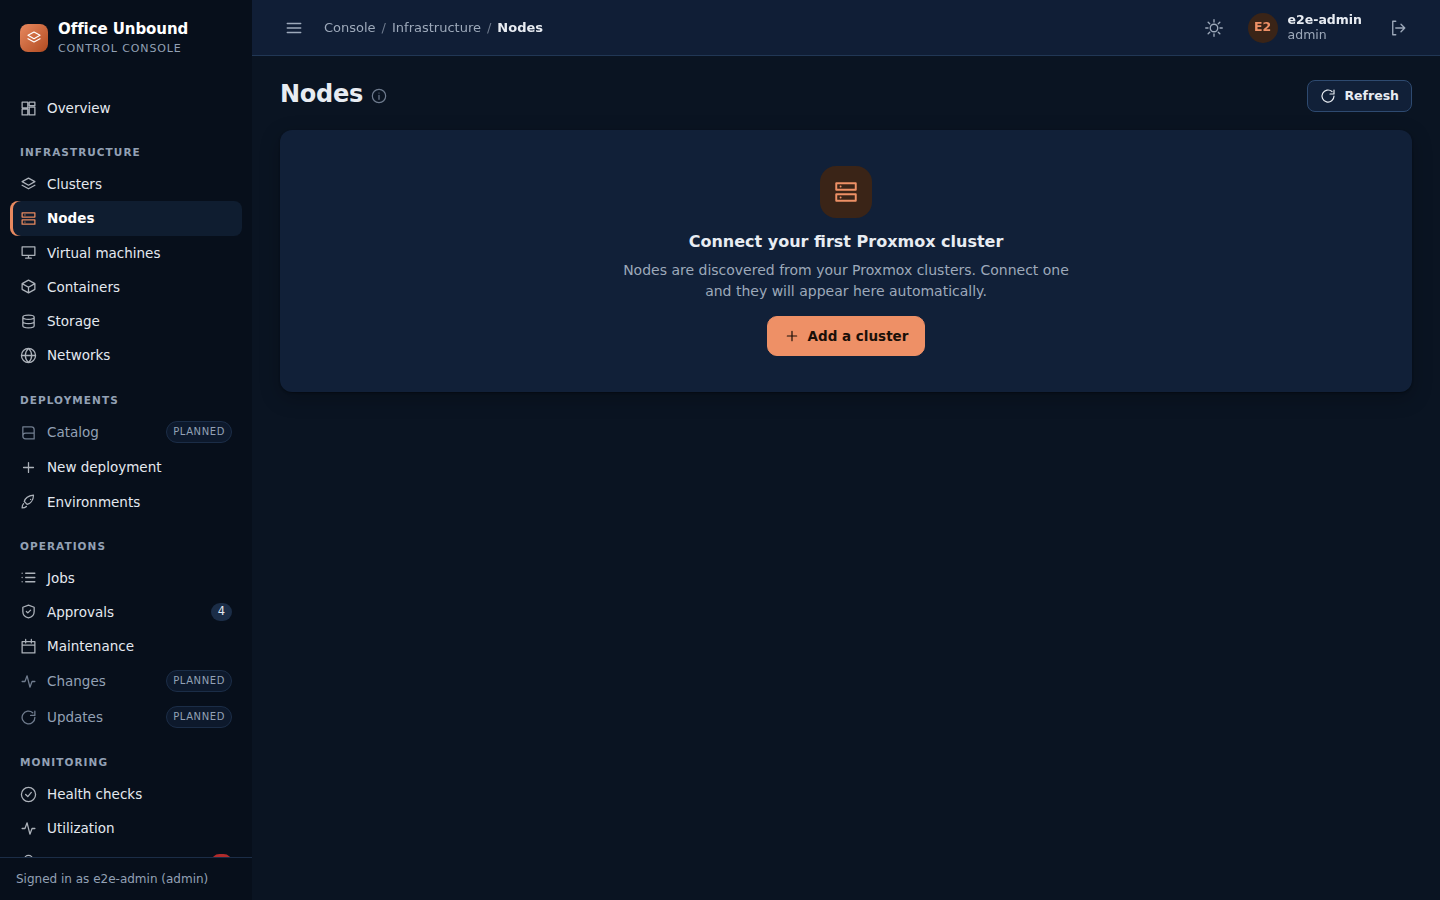 Office Unbound
CONTROL CONSOLE
Overview
INFRASTRUCTURE
Clusters
Nodes
Virtual machines
Containers
Storage
Networks
DEPLOYMENTS
Catalog PLANNED
New deployment
Environments
OPERATIONS
Jobs
Approvals 4
Maintenance
Changes PLANNED
Updates PLANNED
MONITORING
Health checks
Utilization
Signed in as e2e-admin (admin)
Console / Infrastructure / Nodes
E2 e2e-admin
admin
Nodes
Refresh
Connect your first Proxmox cluster
Nodes are discovered from your Proxmox clusters. Connect one
and they will appear here automatically.
Add a cluster